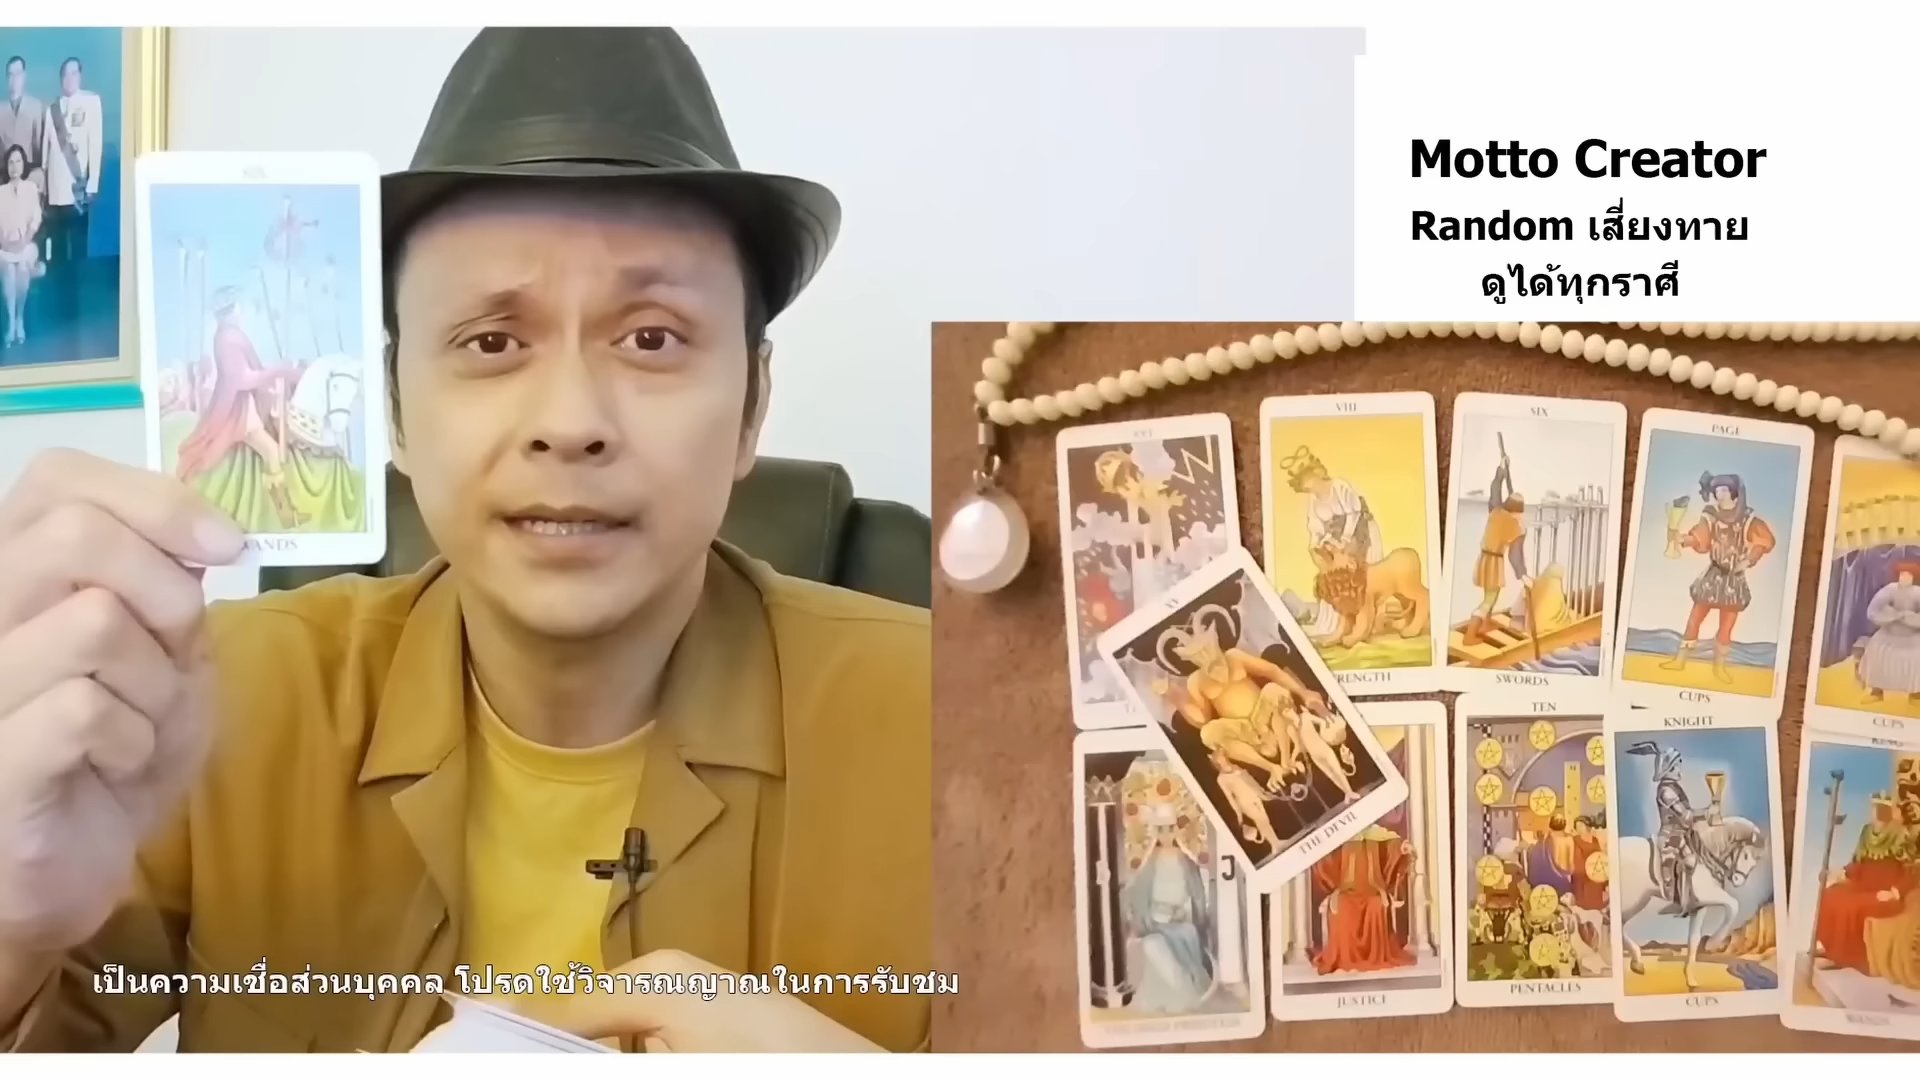 Motto Creator
Random เสี่ยงทาย
ดูได้ทุกราศี
SIX
WANDS
XXI
VIII
SIX
PAGE
RENGTH
SWORDS
CUPS
CUPS
TEN
KNIGHT
KING
XV
THE DEVIL
J
JUSTICE
PENTACLES
CUPS
WANDS
เป็นความเชื่อส่วนบุคคล โปรดใช้วิจารณญาณในการรับชม